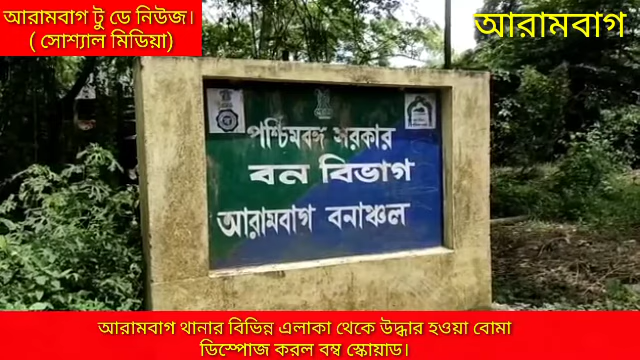 আরামবাগ টু ডে নিউজ।
( সোশ্যাল মিডিয়া)
আরামবাগ
পশ্চিমবঙ্গ সরকার
বন বিভাগ
আরামবাগ বনাঞ্চল
আরামবাগ থানার বিভিন্ন এলাকা থেকে উদ্ধার হওয়া বোমা
ডিস্পোজ করল বম্ব স্কোয়াড।